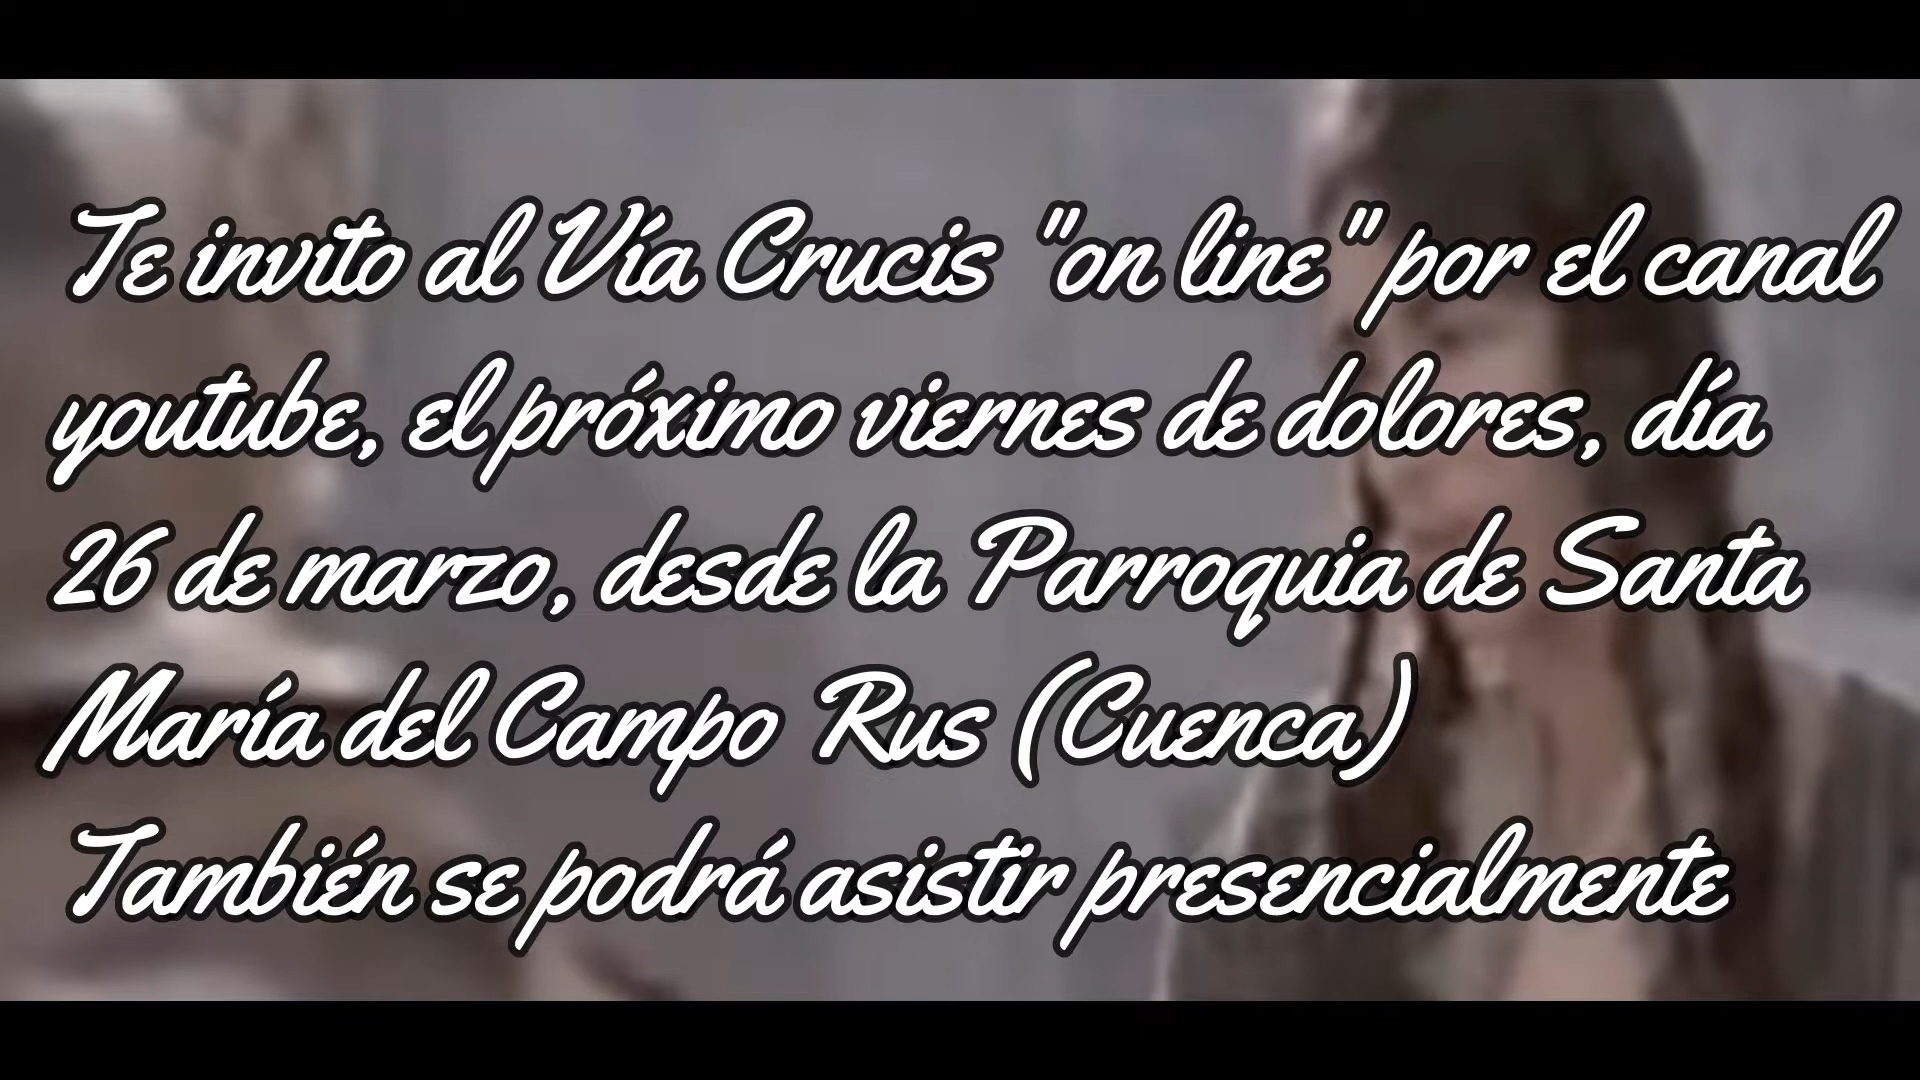 Te invito al Vía Crucis "on line" por el canal
youtube, el próximo viernes de dolores, día
26 de marzo, desde la Parroquia de Santa
María del Campo Rus (Cuenca)
También se podrá asistir presencialmente